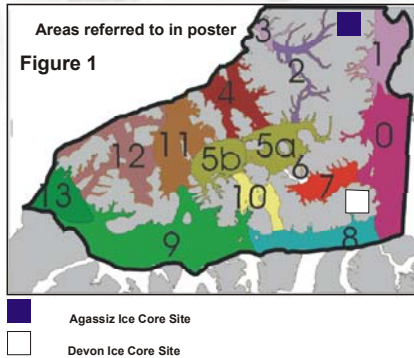 Areas referred to in poster
Figure 1
3
1
2
4
0
11
5a
12
5b
6
7
10
13
9
8
Agassiz Ice Core Site
Devon Ice Core Site